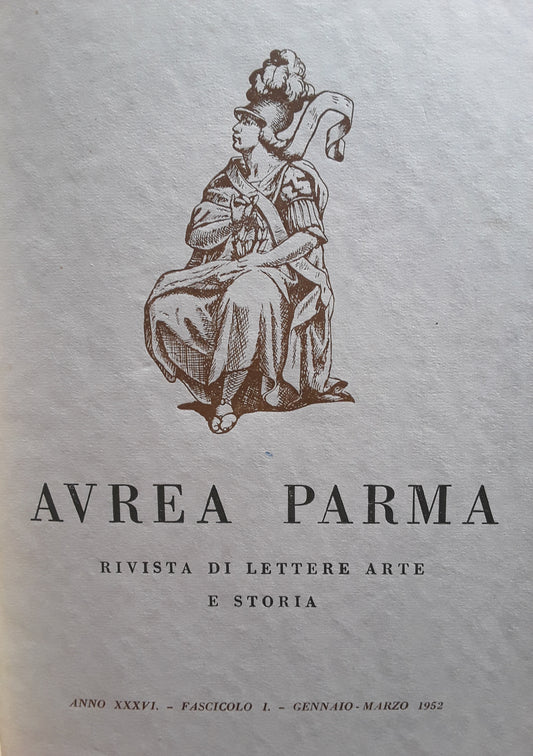 AVREA PARMA
RIVISTA DI LETTERE ARTE
E STORIA
ANNO XXXVI. - FASCICOLO I. - GENNAIO - MARZO 1952